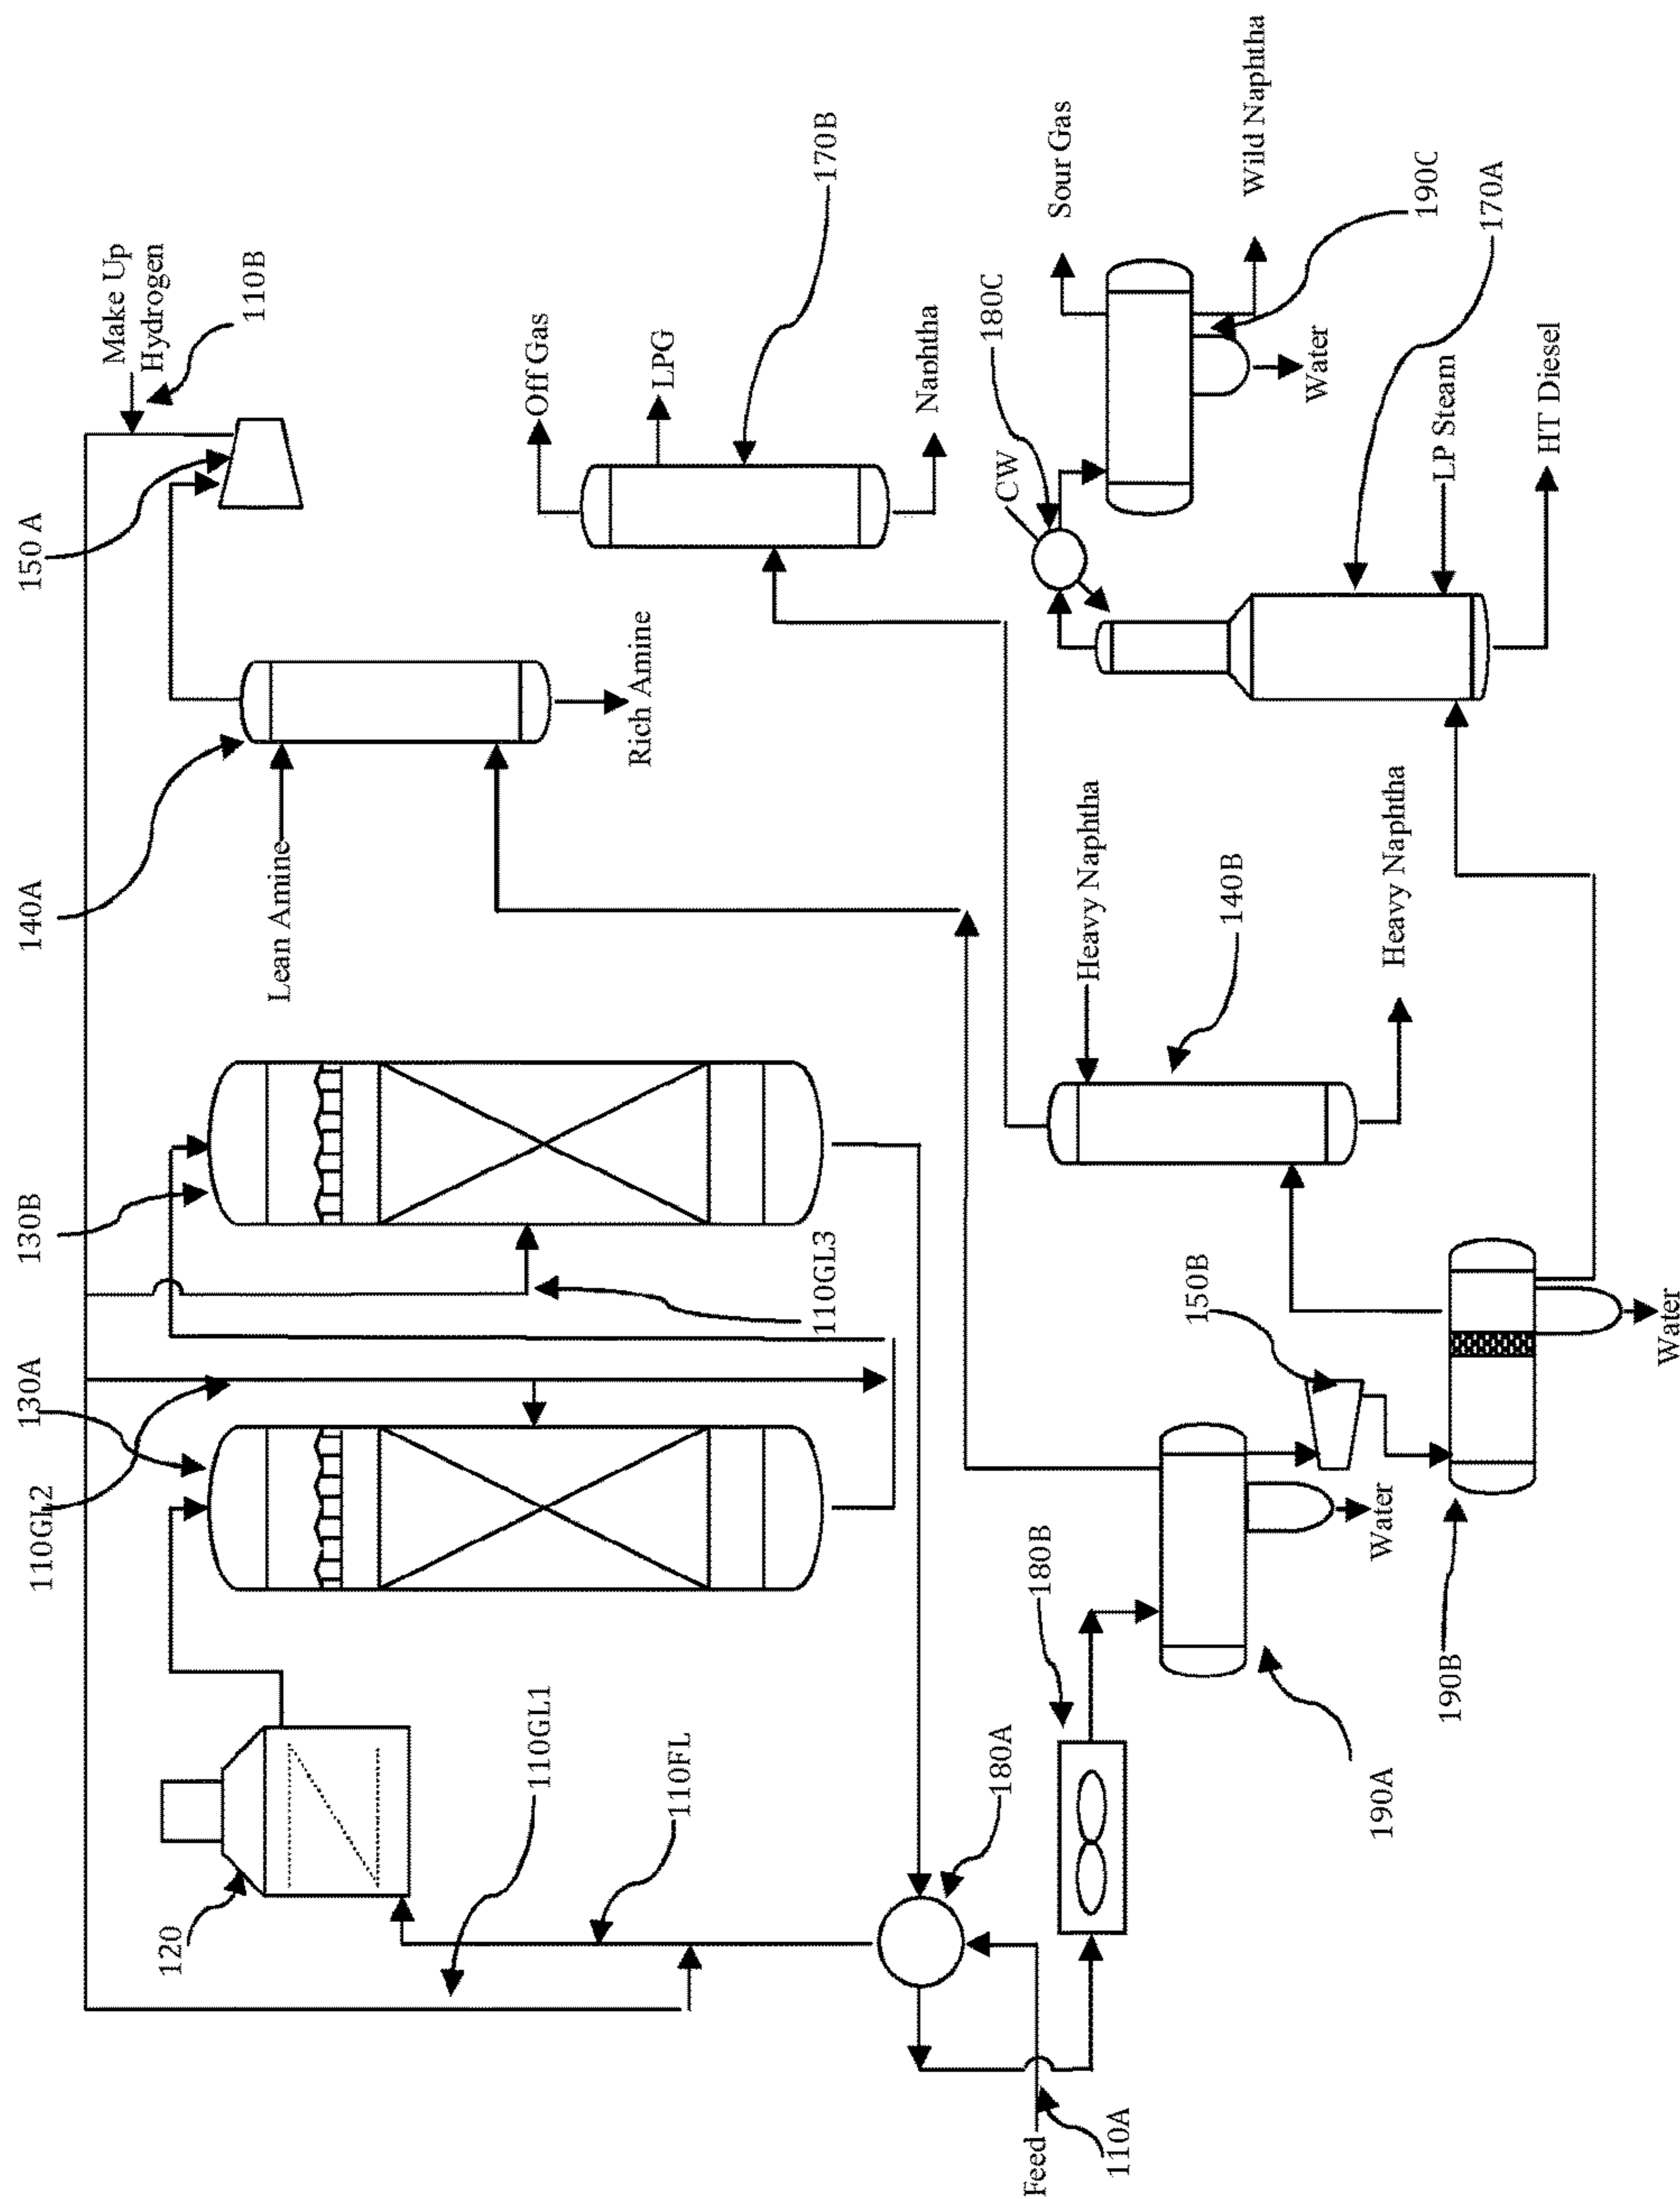 150 A
Make Up
Hydrogen
110B
140A
Lean Amine
Rich Amine
Off Gas
LPG
Naphtha
170B
130B
130A
110GL2
110GL3
120
110GL1
110FL
180A
Feed
110A
180B
190A
Water
150B
190B
Water
Heavy Naphtha
140B
Heavy Naphtha
CW
180C
Sour Gas
Wild Naphtha
190C
Water
170A
LP Steam
HT Diesel